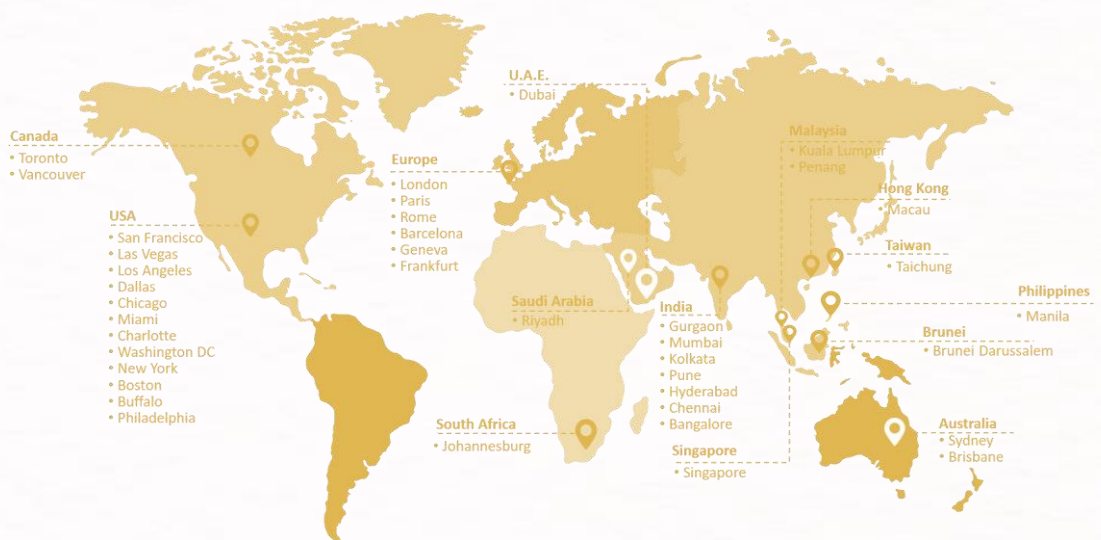 Canada
• Toronto
• Vancouver
USA
• San Francisco
• Las Vegas
• Los Angeles
• Dallas
• Chicago
• Miami
• Charlotte
• Washington DC
• New York
• Boston
• Buffalo
• Philadelphia
Europe
• London
• Paris
• Rome
• Barcelona
• Geneva
• Frankfurt
U.A.E.
• Dubai
Saudi Arabia
• Riyadh
South Africa
• Johannesburg
India
• Gurgaon
• Mumbai
• Kolkata
• Pune
• Hyderabad
• Chennai
• Bangalore
Singapore
• Singapore
Malaysia
• Kuala Lumpur
• Penang
Hong Kong
• Macau
Taiwan
• Taichung
Philippines
• Manila
Brunei
• Brunei Darussalem
Australia
• Sydney
• Brisbane